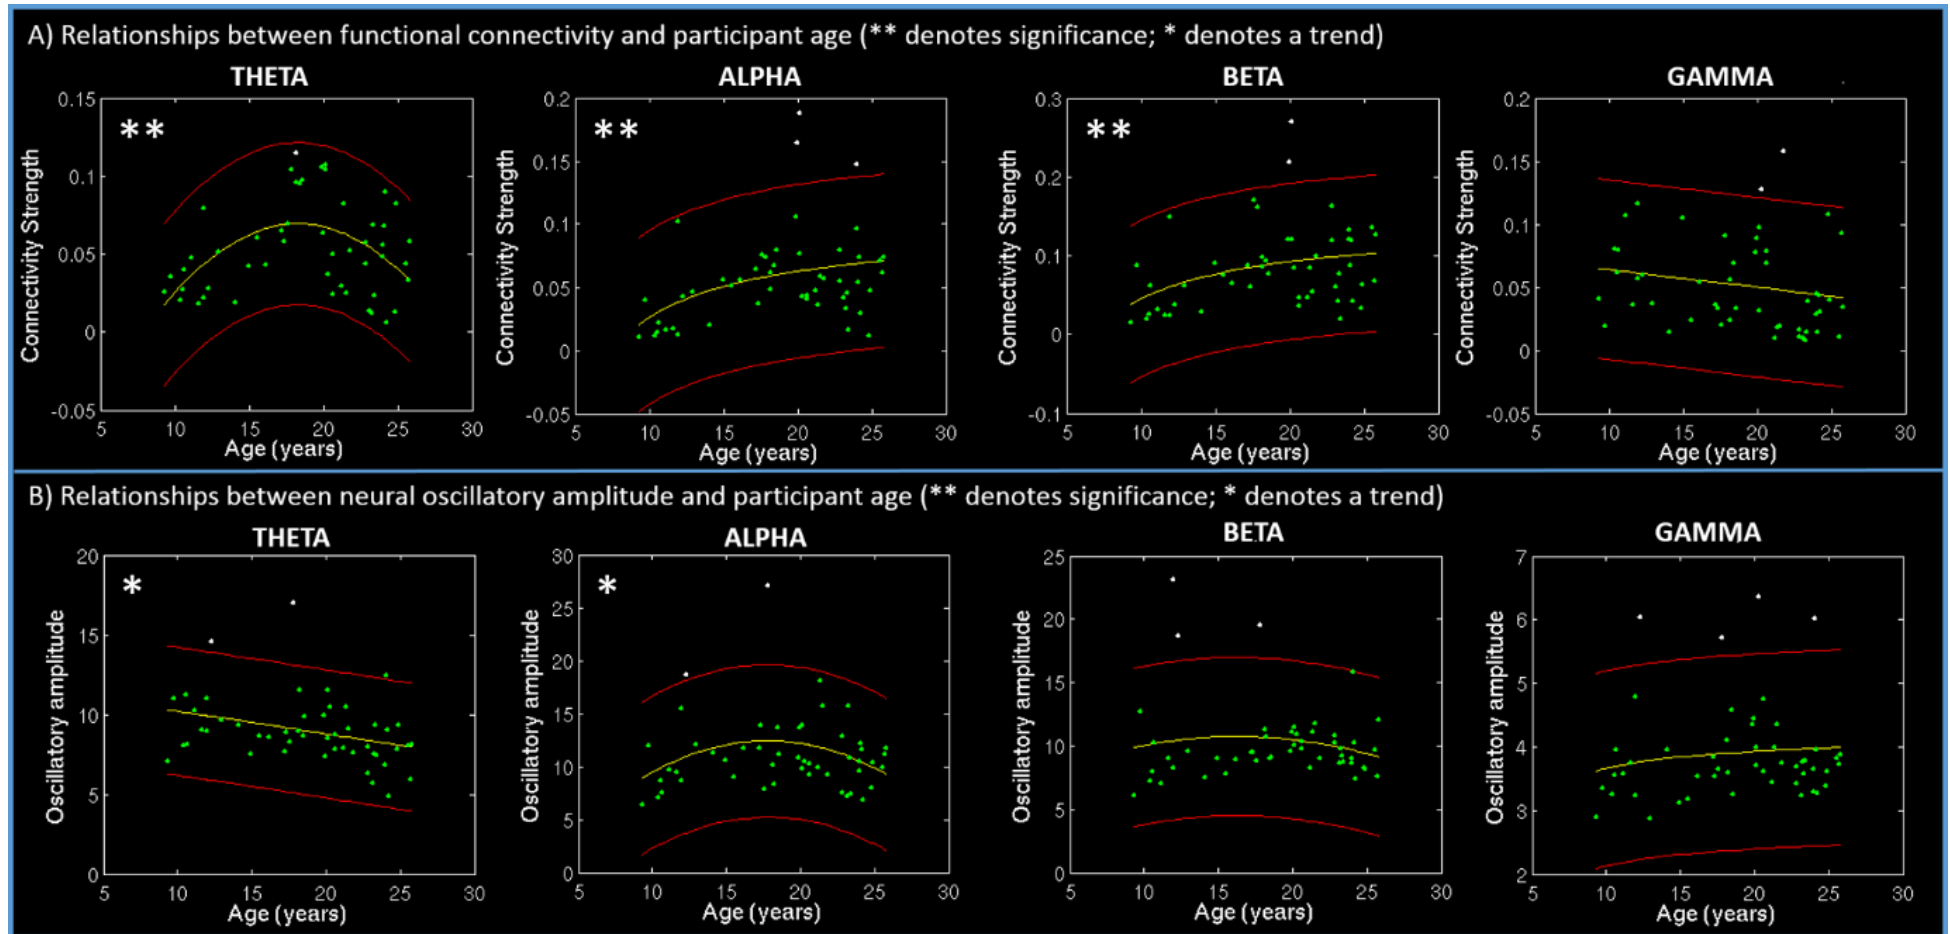 A) Relationships between functional connectivity and participant age (** denotes significance; * denotes a trend)
THETA
**
Connectivity Strength
0.15
0.1
0.05
0
-0.05
5 10 15 20 25 30
Age (years)
ALPHA
**
Connectivity Strength
0.2
0.15
0.1
0.05
0
-0.05
5 10 15 20 25 30
Age (years)
BETA
**
Connectivity Strength
0.3
0.2
0.1
0
-0.1
5 10 15 20 25 30
Age (years)
GAMMA
Connectivity Strength
0.2
0.15
0.1
0.05
0
-0.05
5 10 15 20 25 30
Age (years)
B) Relationships between neural oscillatory amplitude and participant age (** denotes significance; * denotes a trend)
THETA
*
Oscillatory amplitude
20
15
10
5
0
5 10 15 20 25 30
Age (years)
ALPHA
*
Oscillatory amplitude
30
25
20
15
10
5
0
5 10 15 20 25 30
Age (years)
BETA
Oscillatory amplitude
25
20
15
10
5
0
5 10 15 20 25 30
Age (years)
GAMMA
Oscillatory amplitude
7
6
5
4
3
2
5 10 15 20 25 30
Age (years)